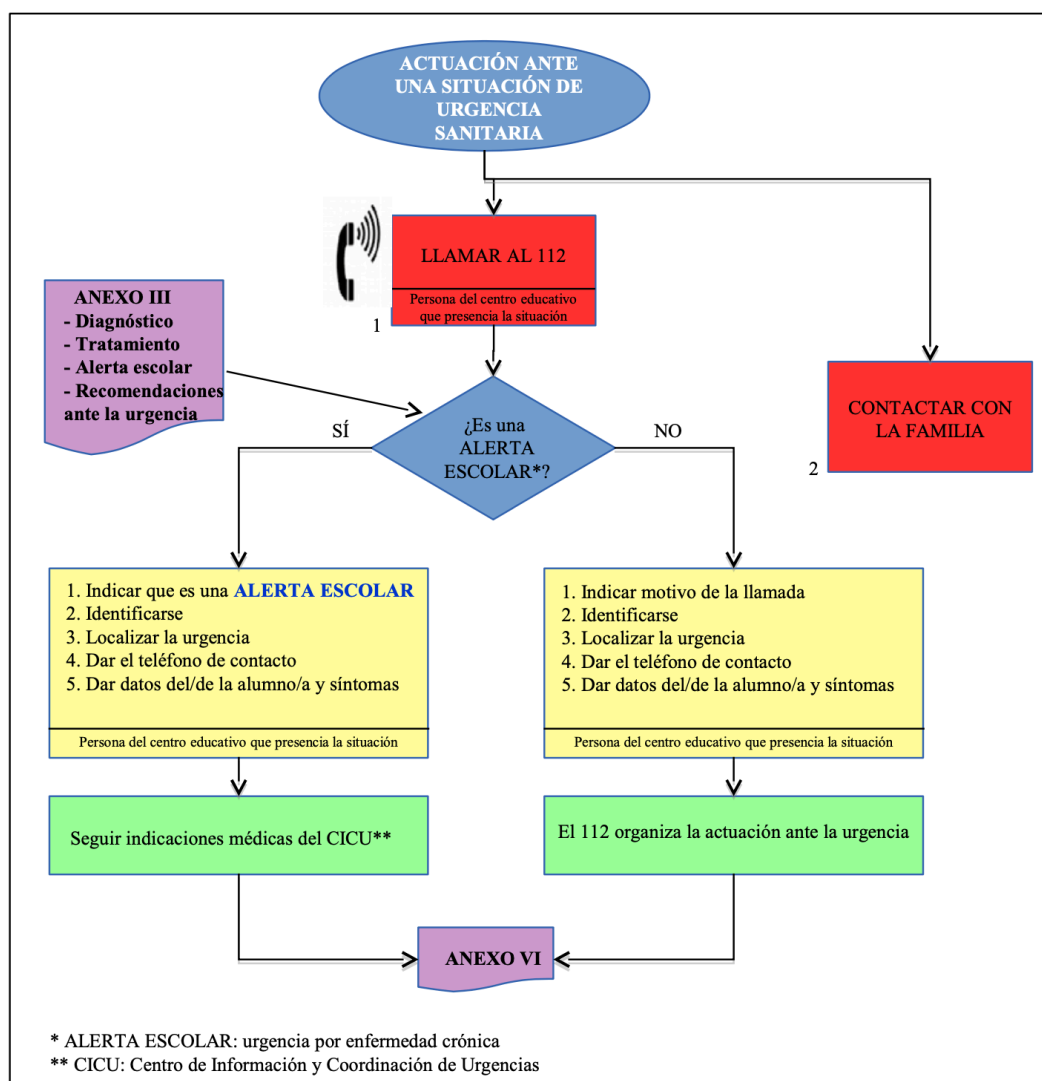 ACTUACIÓN ANTE
UNA SITUACIÓN DE
URGENCIA
SANITARIA
LLAMAR AL 112
Persona del centro educativo
que presencia la situación
1
ANEXO III
- Diagnóstico
- Tratamiento
- Alerta escolar
- Recomendaciones
ante la urgencia
CONTACTAR CON
LA FAMILIA
2
¿Es una
ALERTA
ESCOLAR*?
SÍ
NO
1. Indicar que es una ALERTA ESCOLAR
2. Identificarse
3. Localizar la urgencia
4. Dar el teléfono de contacto
5. Dar datos del/de la alumno/a y síntomas
Persona del centro educativo que presencia la situación
1. Indicar motivo de la llamada
2. Identificarse
3. Localizar la urgencia
4. Dar el teléfono de contacto
5. Dar datos del/de la alumno/a y síntomas
Persona del centro educativo que presencia la situación
Seguir indicaciones médicas del CICU**
El 112 organiza la actuación ante la urgencia
ANEXO VI
* ALERTA ESCOLAR: urgencia por enfermedad crónica
** CICU: Centro de Información y Coordinación de Urgencias